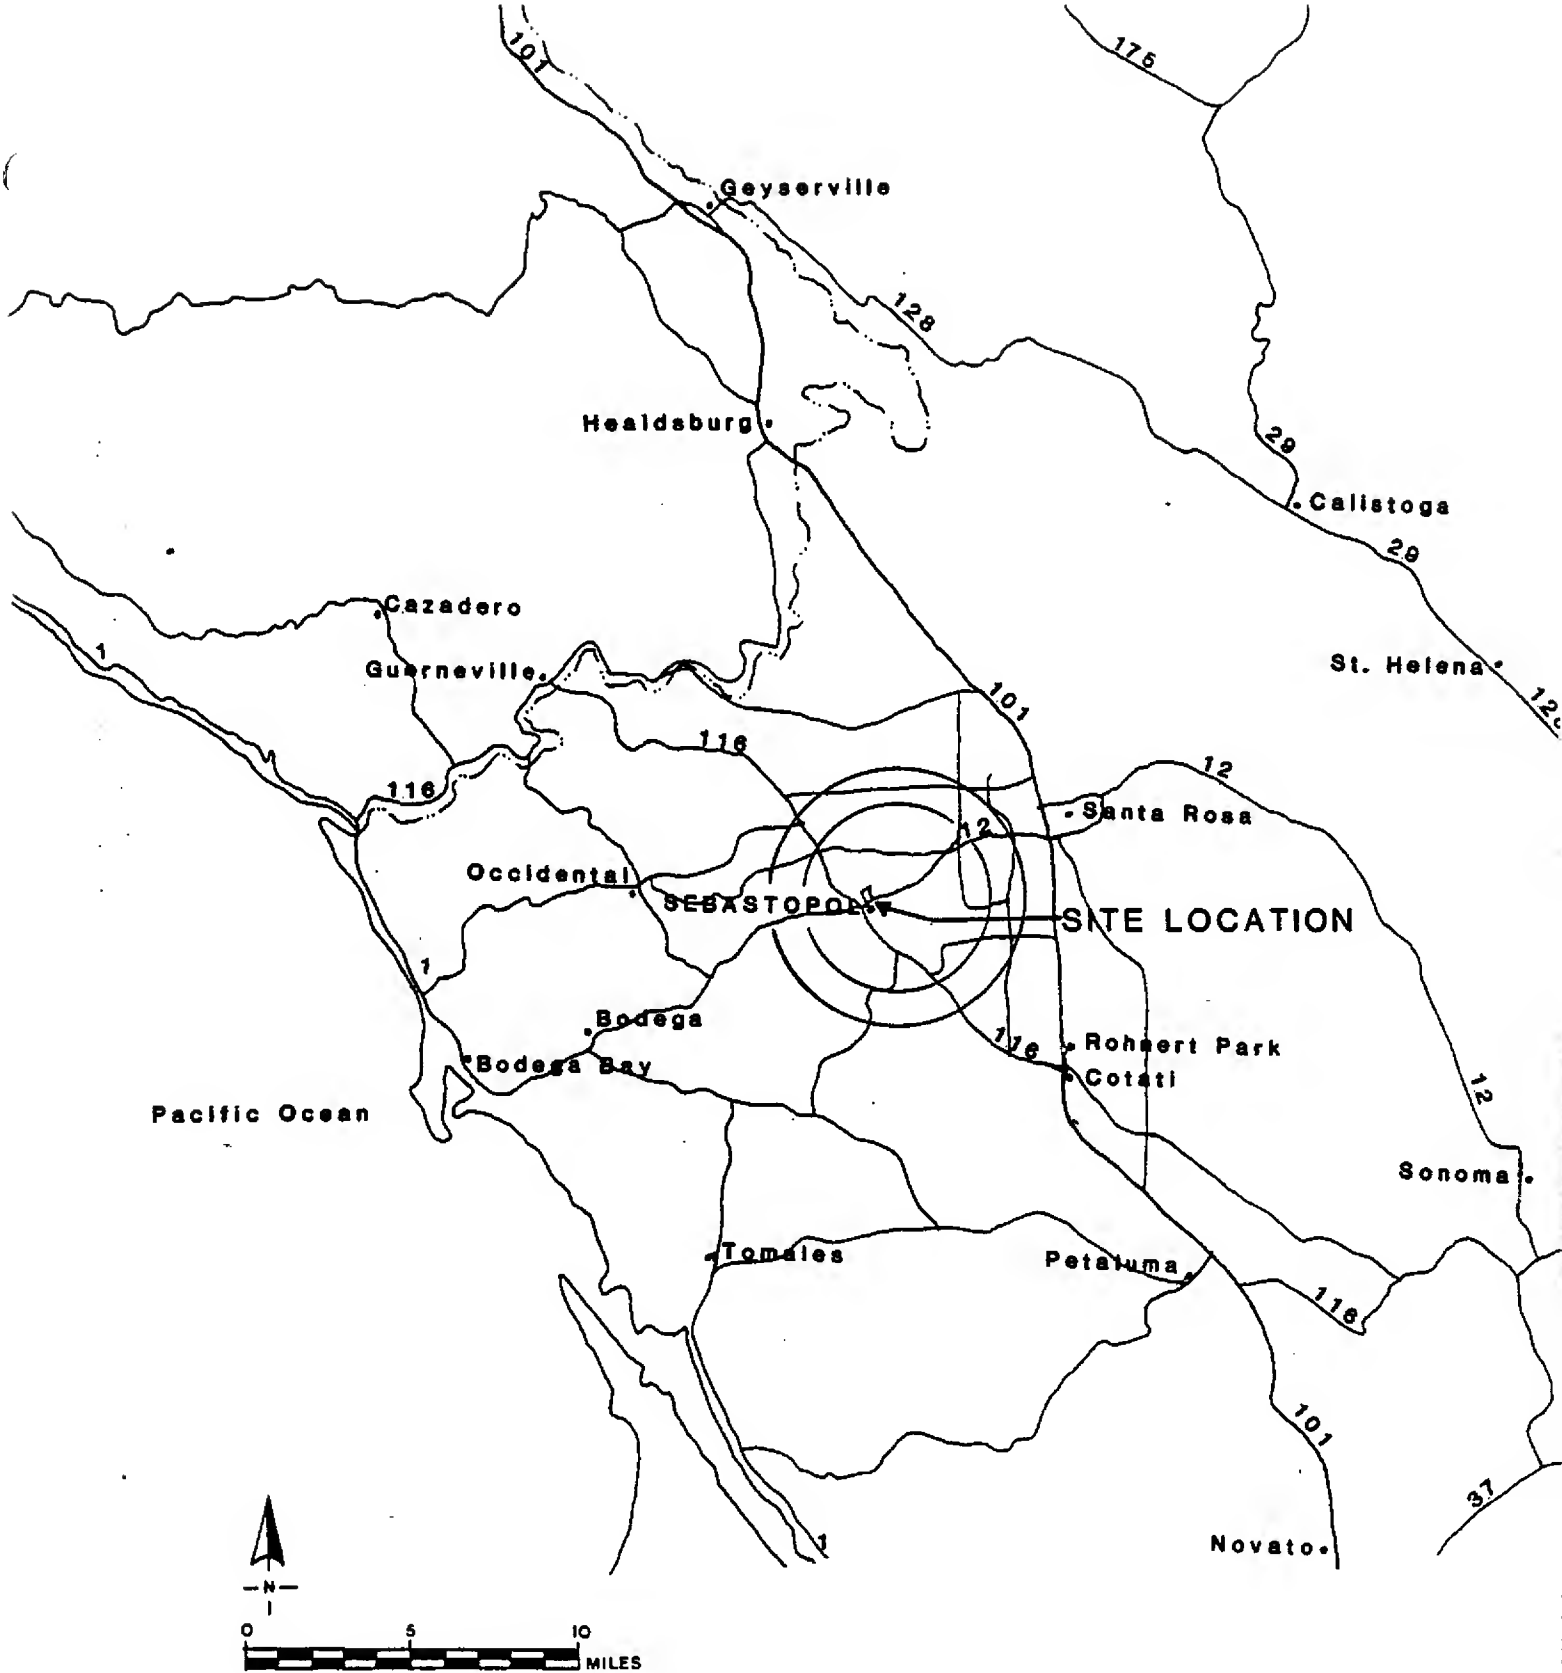 101
175
Geyserville
128
Healdsburg
29
Calistoga
29
Cazadero
1
Guerneville
St. Helena
101
116
12
116
Santa Rosa
12
Occidental
SEBASTOPOL
SITE LOCATION
1
Bodega
116
Rohnert Park
Bodega Bay
Cotati
12
Pacific Ocean
Sonoma
Tomales
Petaluma
116
101
37
1
Novato
N
0 5 10
MILES